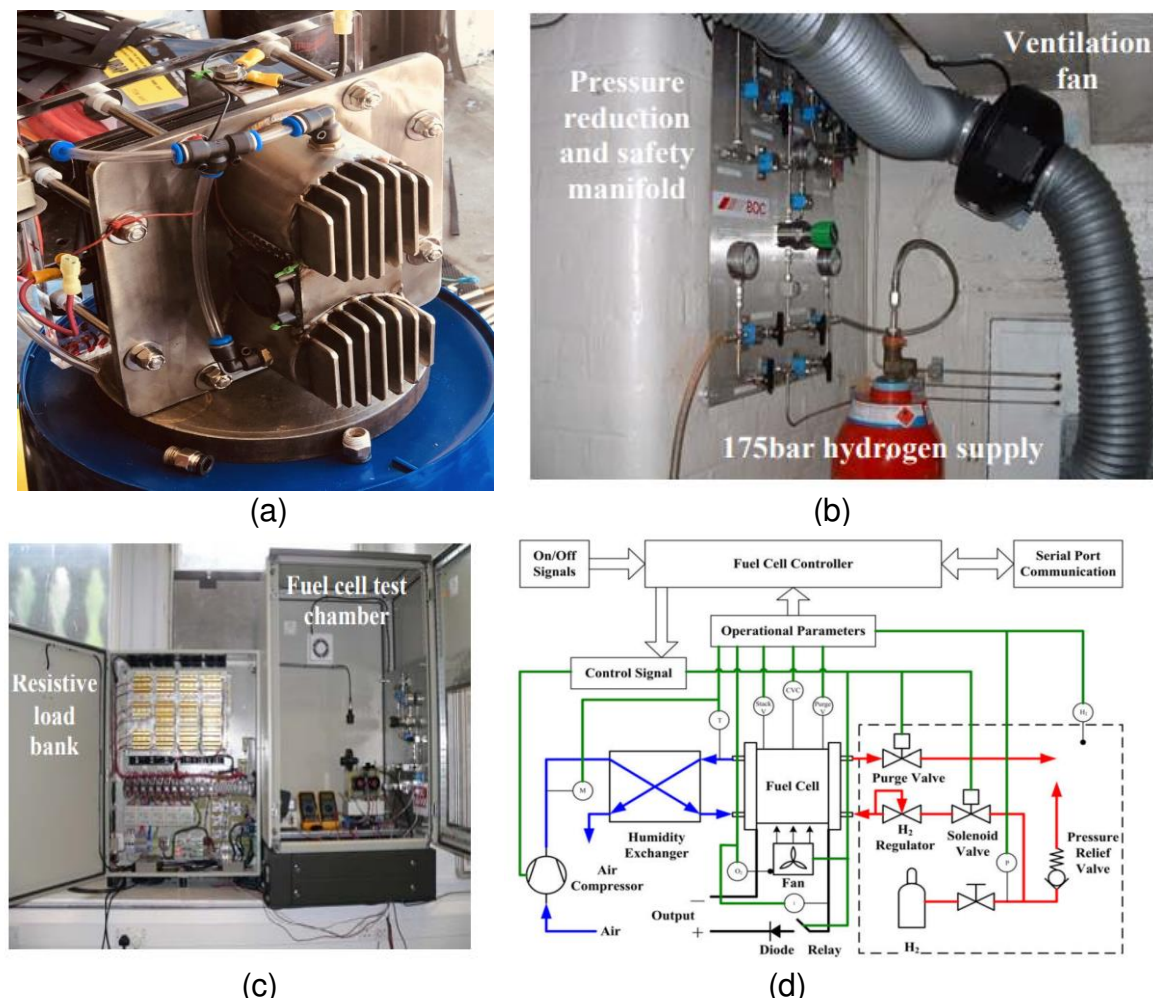 (a)
Pressure
reduction
and safety
manifold
Ventilation
fan
BOC
175bar hydrogen supply
(b)
Resistive
load
bank
Fuel cell test
chamber
(c)
On/Off
Signals
Fuel Cell Controller
Serial Port
Communication
Operational Parameters
Control Signal
T
Stack
V
CVC
Purge
V
H₂
M
Fuel Cell
Purge Valve
Humidity
Exchanger
H₂
Regulator
Solenoid
Valve
Pressure
Relief
Valve
Air
Compressor
O₂
Fan
P
I
Air
Output
−
+
Diode
Relay
H₂
(d)